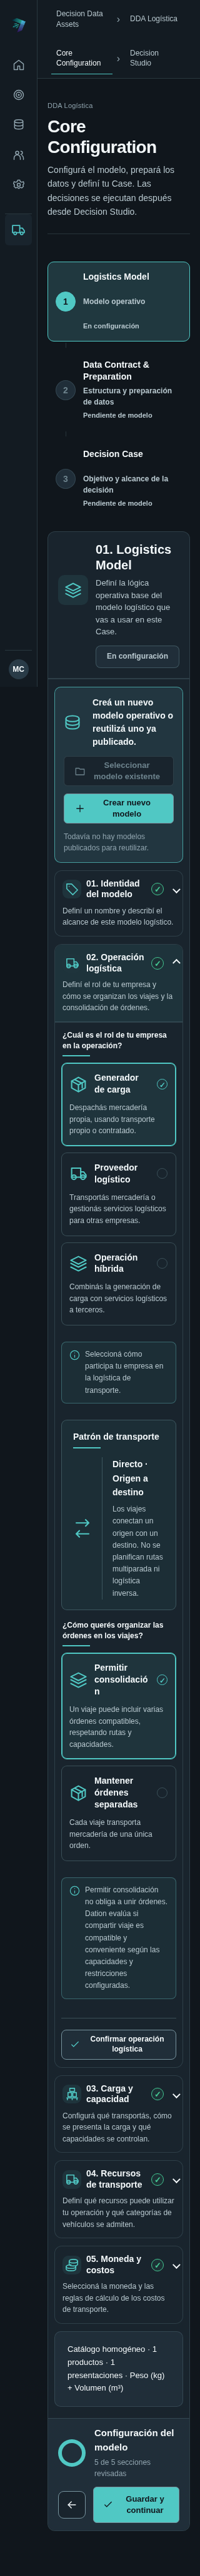 Decision Data
Assets
DDA Logística
Core
Configuration
Decision
Studio
DDA Logística
Core
Configuration
Configurá el modelo, prepará los
datos y definí tu Case. Las
decisiones se ejecutan después
desde Decision Studio.
Logistics Model
1
Modelo operativo
En configuración
Data Contract &
Preparation
2
Estructura y preparación
de datos
Pendiente de modelo
Decision Case
3
Objetivo y alcance de la
decisión
Pendiente de modelo
01. Logistics
Model
Definí la lógica
operativa base del
modelo logístico que
vas a usar en este
Case.
En configuración
Creá un nuevo
modelo operativo o
reutilizá uno ya
publicado.
Seleccionar
modelo existente
Crear nuevo
modelo
Todavía no hay modelos
publicados para reutilizar.
01. Identidad
del modelo
Definí un nombre y describí el
alcance de este modelo logístico.
02. Operación
logística
Definí el rol de tu empresa y
cómo se organizan los viajes y la
consolidación de órdenes.
¿Cuál es el rol de tu empresa
en la operación?
Generador
de carga
Despachás mercadería
propia, usando transporte
propio o contratado.
Proveedor
logístico
Transportás mercadería o
gestionás servicios logísticos
para otras empresas.
Operación
híbrida
Combinás la generación de
carga con servicios logísticos
a terceros.
Seleccioná cómo
participa tu empresa en
la logística de
transporte.
Patrón de transporte
Directo ·
Origen a
destino
Los viajes
conectan un
origen con un
destino. No se
planifican rutas
multiparada ni
logística
inversa.
¿Cómo querés organizar las
órdenes en los viajes?
Permitir
consolidació
n
Un viaje puede incluir varias
órdenes compatibles,
respetando rutas y
capacidades.
Mantener
órdenes
separadas
Cada viaje transporta
mercadería de una única
orden.
Permitir consolidación
no obliga a unir órdenes.
Dation evalúa si
compartir viaje es
compatible y
conveniente según las
capacidades y
restricciones
configuradas.
Confirmar operación
logística
03. Carga y
capacidad
Configurá qué transportás, cómo
se presenta la carga y qué
capacidades se controlan.
04. Recursos
de transporte
Definí qué recursos puede utilizar
tu operación y qué categorías de
vehículos se admiten.
05. Moneda y
costos
Seleccioná la moneda y las
reglas de cálculo de los costos
de transporte.
Catálogo homogéneo · 1
productos · 1
presentaciones · Peso (kg)
+ Volumen (m³)
Configuración del
modelo
5 de 5 secciones
revisadas
Guardar y
continuar
MC